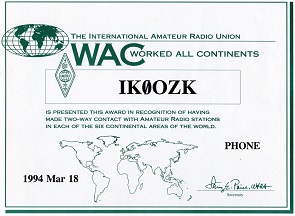 THE INTERNATIONAL AMATEUR RADIO UNION
WAC WORKED ALL CONTINENTS
IK0OZK
IS PRESENTED THIS AWARD IN RECOGNITION OF HAVING
MADE TWO-WAY CONTACT WITH AMATEUR RADIO STATIONS
IN EACH OF THE SIX CONTINENTAL AREAS OF THE WORLD.
PHONE
1994 Mar 18
Secretary